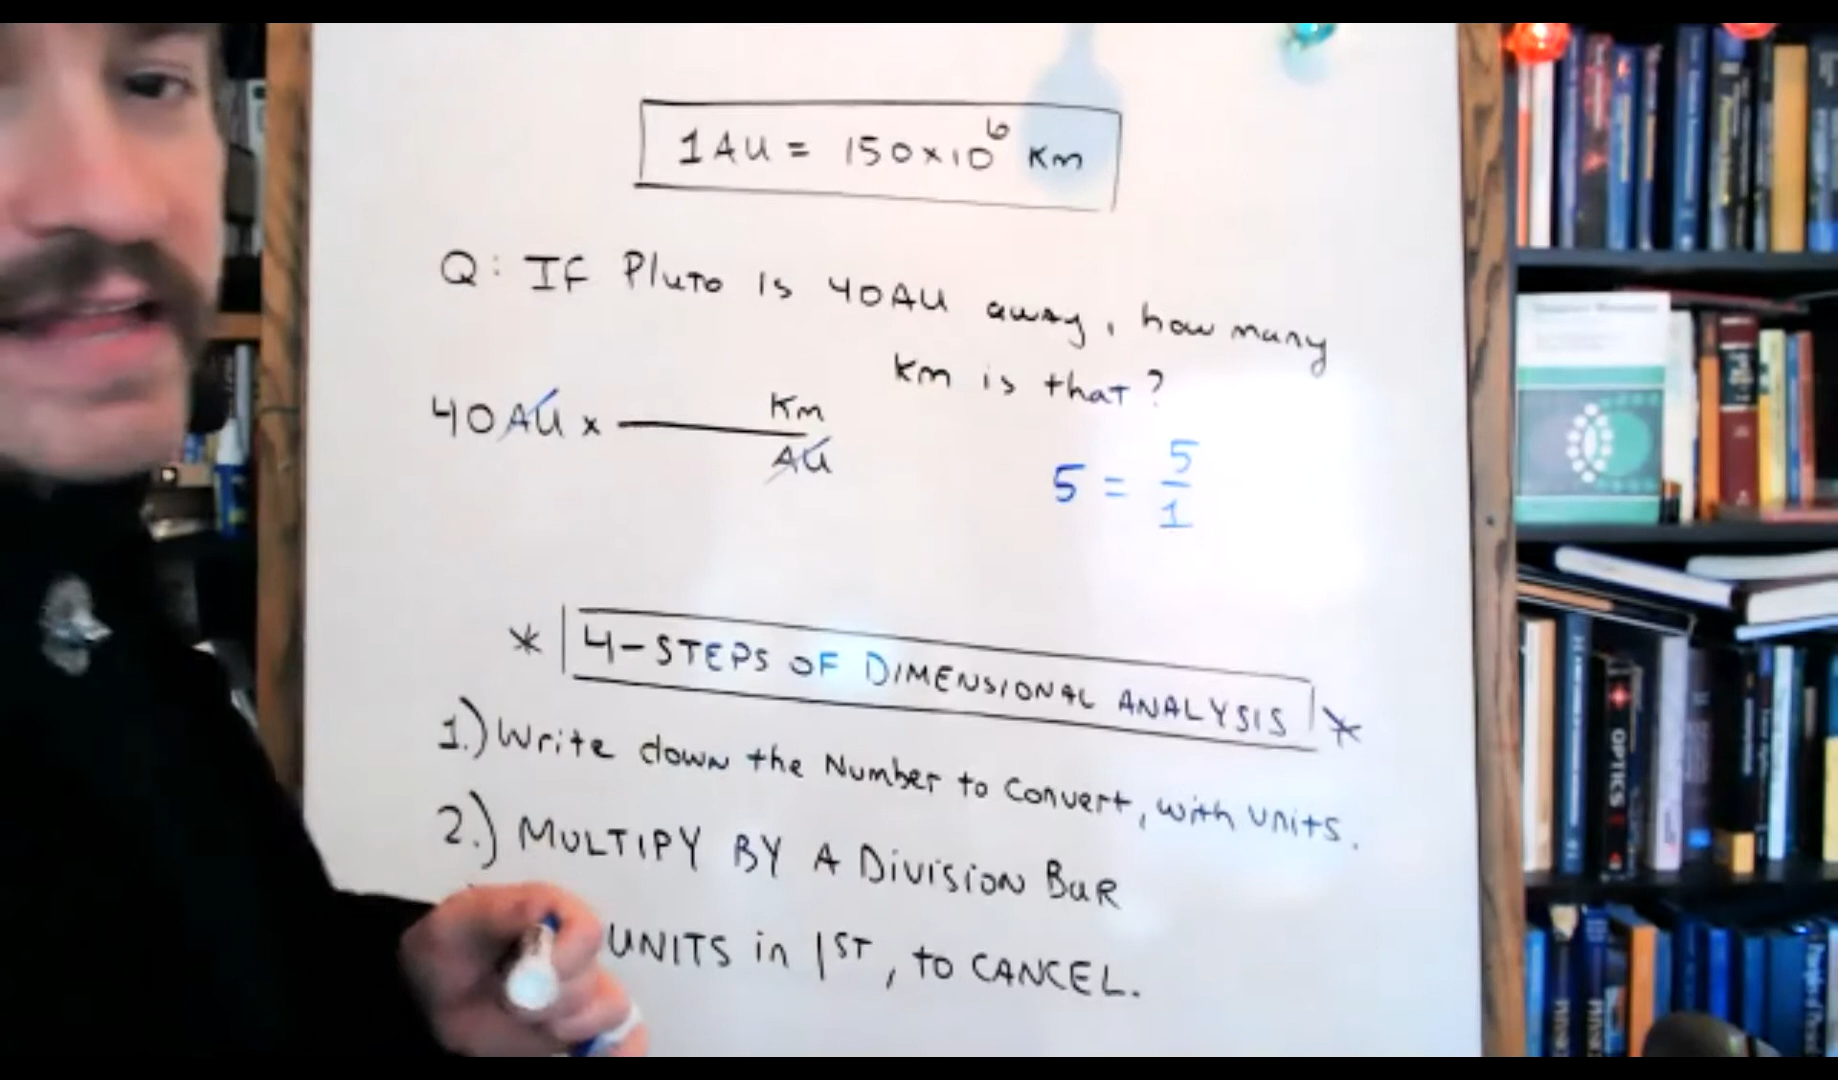 1 AU = 150×10⁶ Km
Q: IF Pluto is 40AU away, how many
Km is that?
40AU × Km
AU
5 = 5
1
* 4-STEPS OF DIMENSIONAL ANALYSIS *
1.) Write down the Number to Convert, with units.
2.) MULTIPY BY A Division BaR
UNITS in 1ST, to CANCEL.
OPTICS